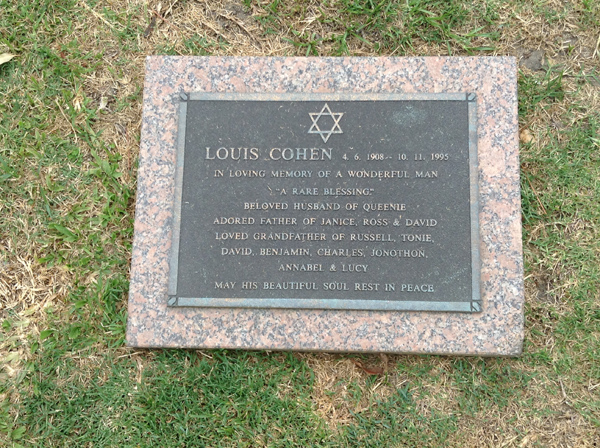 LOUIS COHEN 4. 6. 1908 - 10. 11. 1995
IN LOVING MEMORY OF A WONDERFUL MAN
"A RARE BLESSING"
BELOVED HUSBAND OF QUEENIE
ADORED FATHER OF JANICE, ROSS & DAVID
LOVED GRANDFATHER OF RUSSELL, TONIE,
DAVID, BENJAMIN, CHARLES, JONOTHON,
ANNABEL & LUCY
MAY HIS BEAUTIFUL SOUL REST IN PEACE